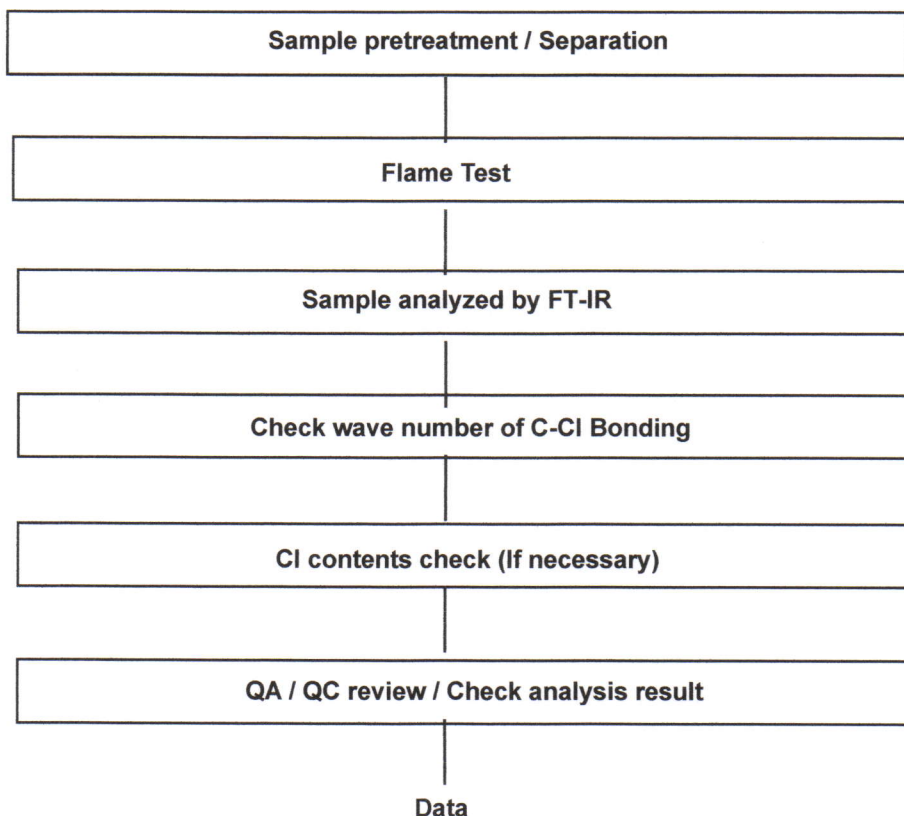 Sample pretreatment / Separation
Flame Test
Sample analyzed by FT-IR
Check wave number of C-Cl Bonding
Cl contents check (If necessary)
QA / QC review / Check analysis result
Data